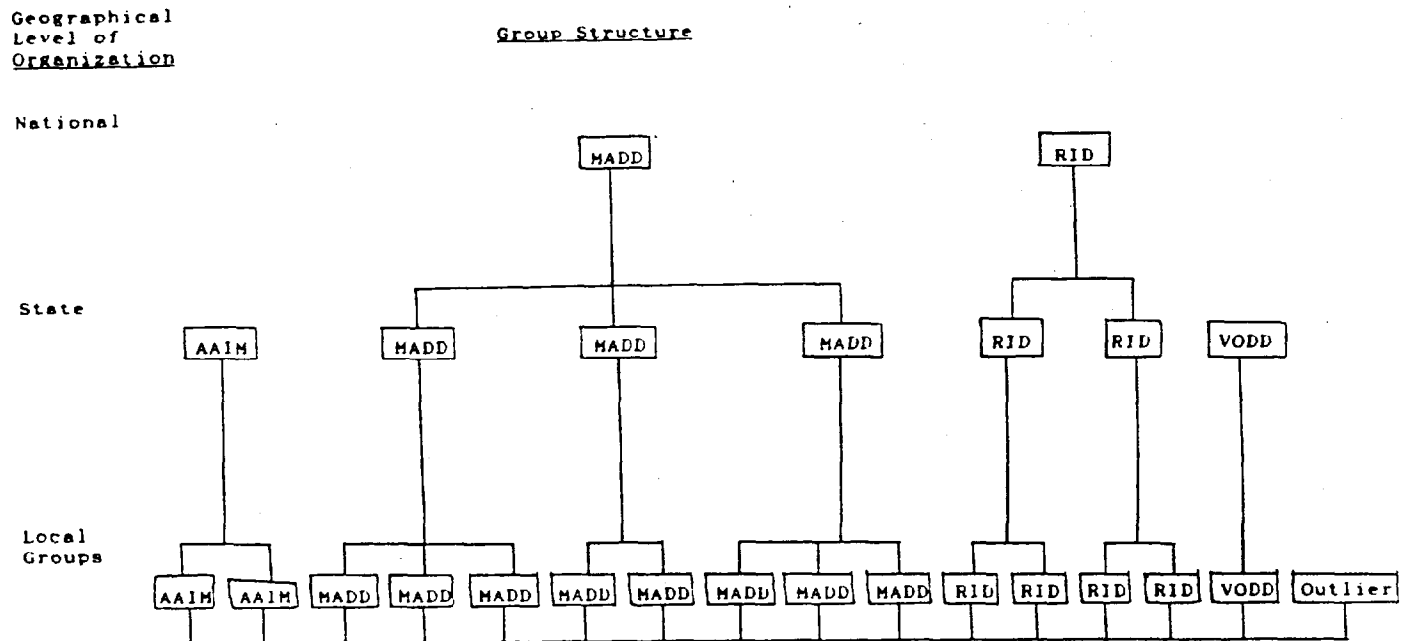 Geographical
Level of
Organization
Group Structure
National
MADD RID
State
AAIM MADD MADD MADD RID RID VODD
Local
Groups
AAIM AAIM MADD MADD MADD MADD MADD MADD MADD MADD RID RID RID RID VODD Outlier